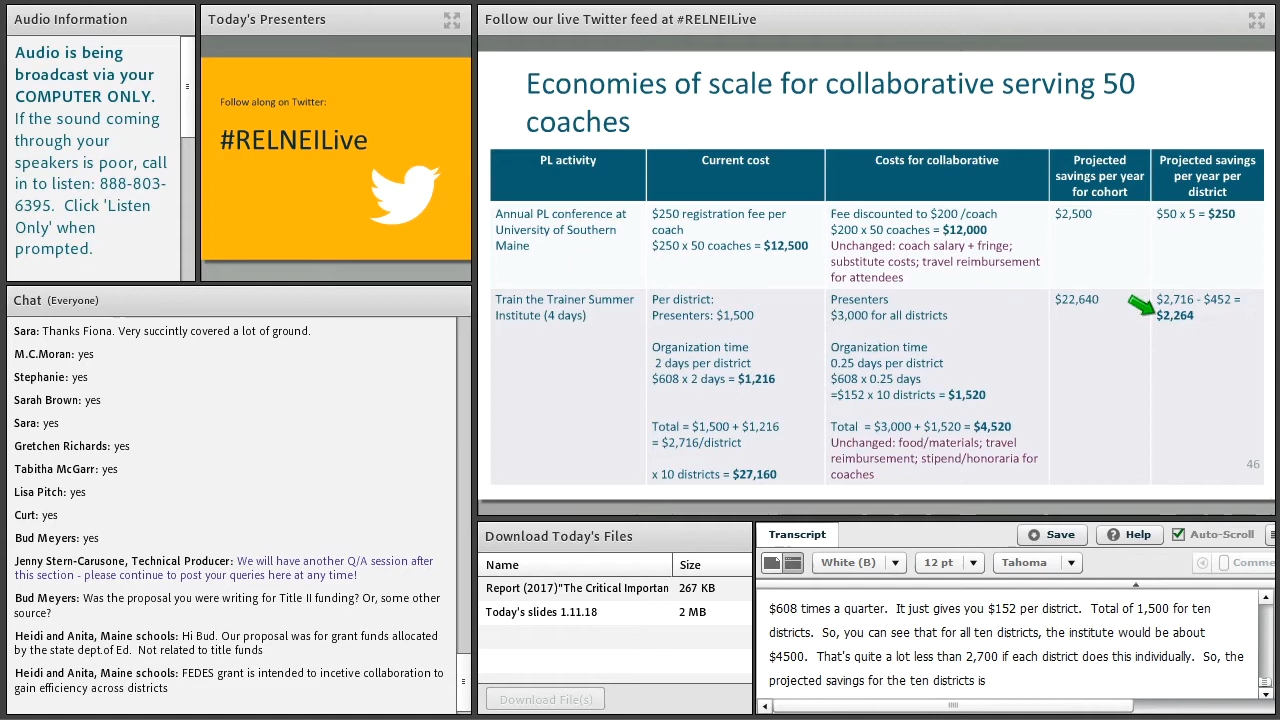 Audio Information
Audio is being
broadcast via your
COMPUTER ONLY.
If the sound coming
through your
speakers is poor, call
in to listen: 888-803-
6395.  Click 'Listen
Only' when
prompted.
Today's Presenters
Follow along on Twitter:
#RELNEILive
Follow our live Twitter feed at #RELNEILive
Economies of scale for collaborative serving 50
coaches
PL activity
Current cost
Costs for collaborative
Projected
savings per year
for cohort
Projected savings
per year per
district
Annual PL conference at
University of Southern
Maine
$250 registration fee per
coach
$250 x 50 coaches = $12,500
Fee discounted to $200 /coach
$200 x 50 coaches = $12,000
Unchanged: coach salary + fringe;
substitute costs; travel reimbursement
for attendees
$2,500
$50 x 5 = $250
Train the Trainer Summer
Institute (4 days)
Per district:
Presenters: $1,500
Organization time
2 days per district
$608 x 2 days = $1,216
Total = $1,500 + $1,216
= $2,716/district
x 10 districts = $27,160
Presenters
$3,000 for all districts
Organization time
0.25 days per district
$608 x 0.25 days
=$152 x 10 districts = $1,520
Total  = $3,000 + $1,520 = $4,520
Unchanged: food/materials; travel
reimbursement; stipend/honoraria for
coaches
$22,640
$2,716 - $452 =
$2,264
46
Chat (Everyone)
Sara: Thanks Fiona. Very succintly covered a lot of ground.
M.C.Moran: yes
Stephanie: yes
Sarah Brown: yes
Sara: yes
Gretchen Richards: yes
Tabitha McGarr: yes
Lisa Pitch: yes
Curt: yes
Bud Meyers: yes
Jenny Stern-Carusone, Technical Producer: We will have another Q/A session after
this section - please continue to post your queries here at any time!
Bud Meyers: Was the proposal you were writing for Title II funding? Or, some other
source?
Heidi and Anita, Maine schools: Hi Bud. Our proposal was for grant funds allocated
by the state dept.of Ed.  Not related to title funds
Heidi and Anita, Maine schools: FEDES grant is intended to incetive collaboration to
gain efficiency across districts
Download Today's Files
Name
Size
Report (2017)"The Critical Importan
267 KB
Today's slides 1.11.18
2 MB
Download File(s)
Transcript
Save
Help
Auto-Scroll
White (B)
12 pt
Tahoma
Comme
$608 times a quarter.  It just gives you $152 per district.  Total of 1,500 for ten
districts.  So, you can see that for all ten districts, the institute would be about
$4500.  That's quite a lot less than 2,700 if each district does this individually.  So, the
projected savings for the ten districts is